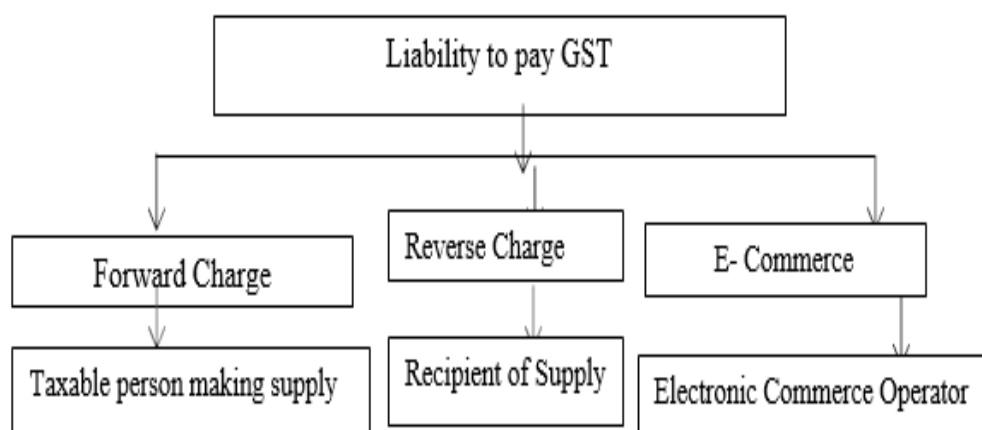 Liability to pay GST
Forward Charge
Reverse Charge
E- Commerce
Taxable person making supply
Recipient of Supply
Electronic Commerce Operator